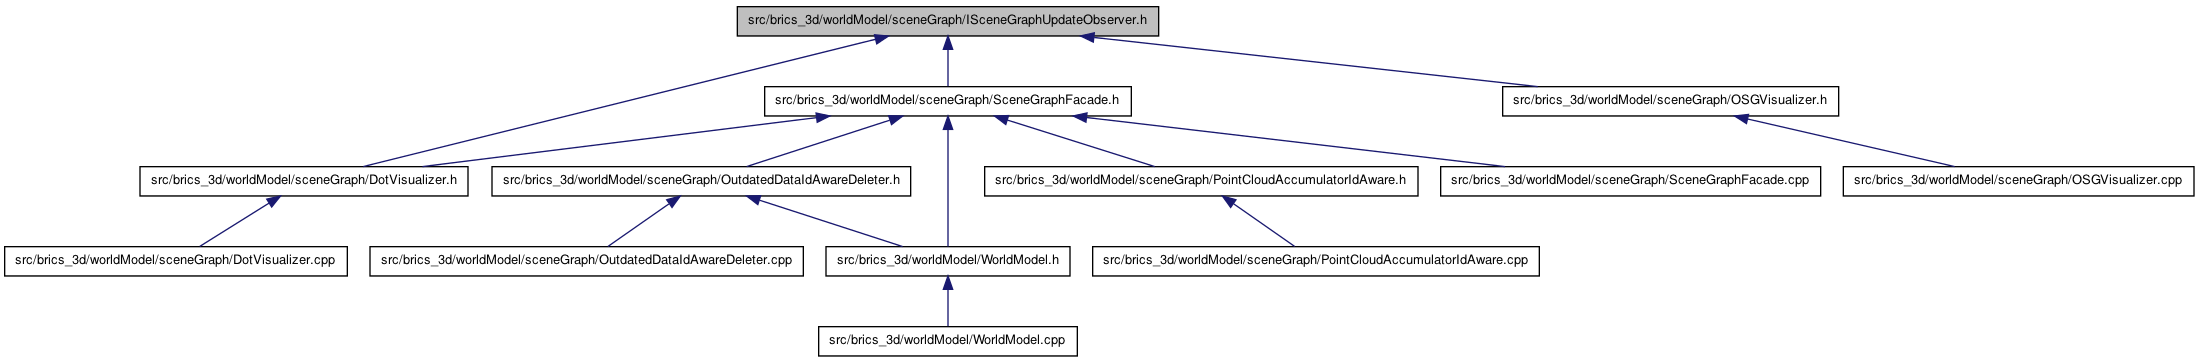 src/brics_3d/worldModel/sceneGraph/ISceneGraphUpdateObserver.h
src/brics_3d/worldModel/sceneGraph/SceneGraphFacade.h
src/brics_3d/worldModel/sceneGraph/OSGVisualizer.h
src/brics_3d/worldModel/sceneGraph/DotVisualizer.h
src/brics_3d/worldModel/sceneGraph/OutdatedDataIdAwareDeleter.h
src/brics_3d/worldModel/sceneGraph/PointCloudAccumulatorIdAware.h
src/brics_3d/worldModel/sceneGraph/SceneGraphFacade.cpp
src/brics_3d/worldModel/sceneGraph/OSGVisualizer.cpp
src/brics_3d/worldModel/sceneGraph/DotVisualizer.cpp
src/brics_3d/worldModel/sceneGraph/OutdatedDataIdAwareDeleter.cpp
src/brics_3d/worldModel/WorldModel.h
src/brics_3d/worldModel/sceneGraph/PointCloudAccumulatorIdAware.cpp
src/brics_3d/worldModel/WorldModel.cpp